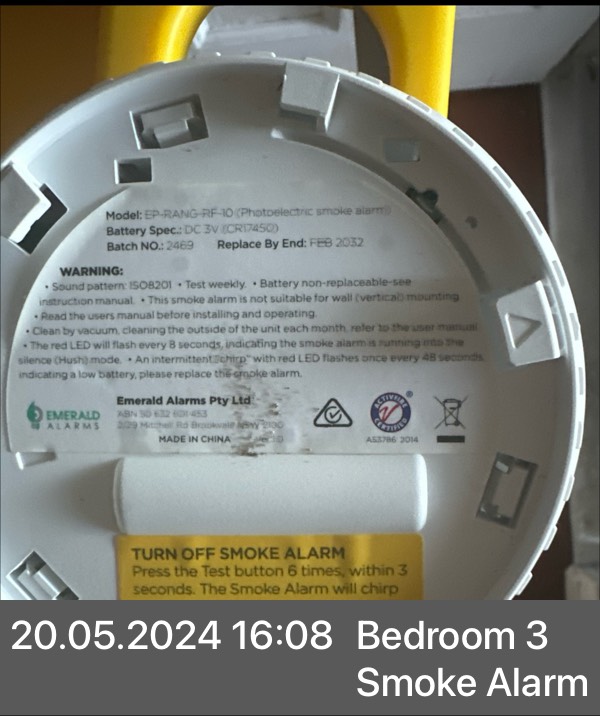 Model: EP-RANG-RF-10 (Photoelectric smoke alarm)
Battery Spec.: DC 3V (CR17450)
Batch NO.: 2469 Replace By End: FEB 2032
WARNING:
• Sound pattern: ISO8201 • Test weekly. • Battery non-replaceable-see
instruction manual. • This smoke alarm is not suitable for wall (vertical) mounting.
• Read the users manual before installing and operating.
• Clean by vacuum, cleaning the outside of the unit each month, refer to the user manual.
• The red LED will flash every 8 seconds, indicating the smoke alarm is running into the
silence (Hush) mode. • An intermittent "chirp" with red LED flashes once every 48 seconds,
indicating a low battery, please replace the smoke alarm.
EMERALD
ALARMS
Emerald Alarms Pty Ltd
ABN 50 632 601 453
Mitchell Rd Brookvale NSW 2100
MADE IN CHINA
ACTIVFIRE
CERTIFIED
®
AS3786 2014
TURN OFF SMOKE ALARM
Press the Test button 6 times, within 3
seconds. The Smoke Alarm will chirp
20.05.2024 16:08 Bedroom 3
Smoke Alarm